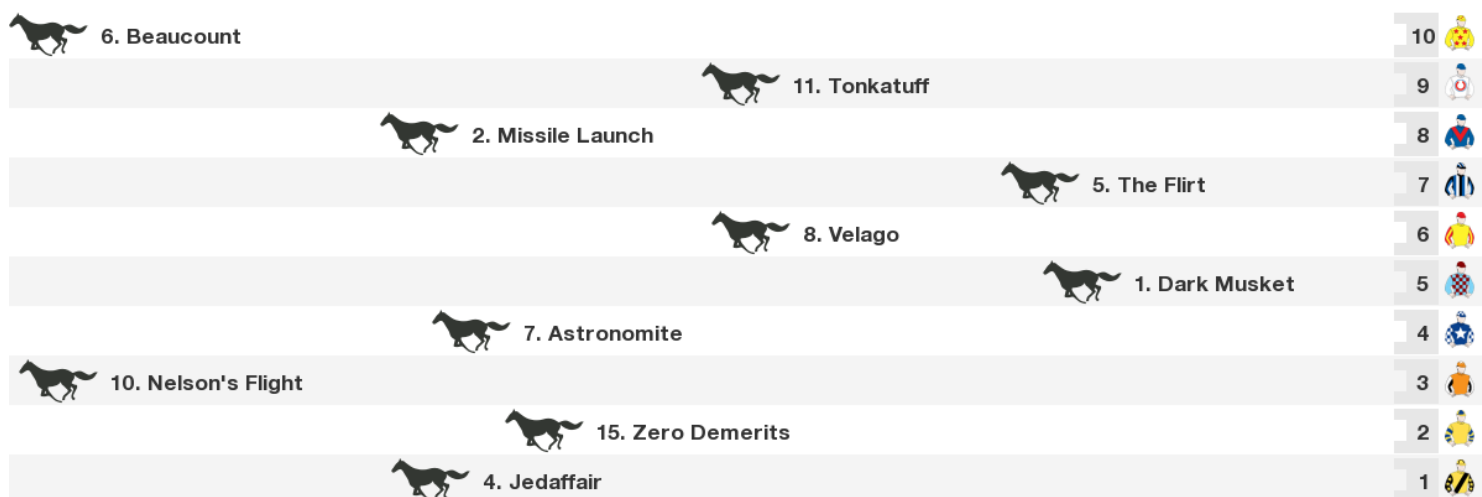 6. Beaucount 10
11. Tonkatuff 9
2. Missile Launch 8
5. The Flirt 7
8. Velago 6
1. Dark Musket 5
7. Astronomite 4
10. Nelson's Flight 3
15. Zero Demerits 2
4. Jedaffair 1